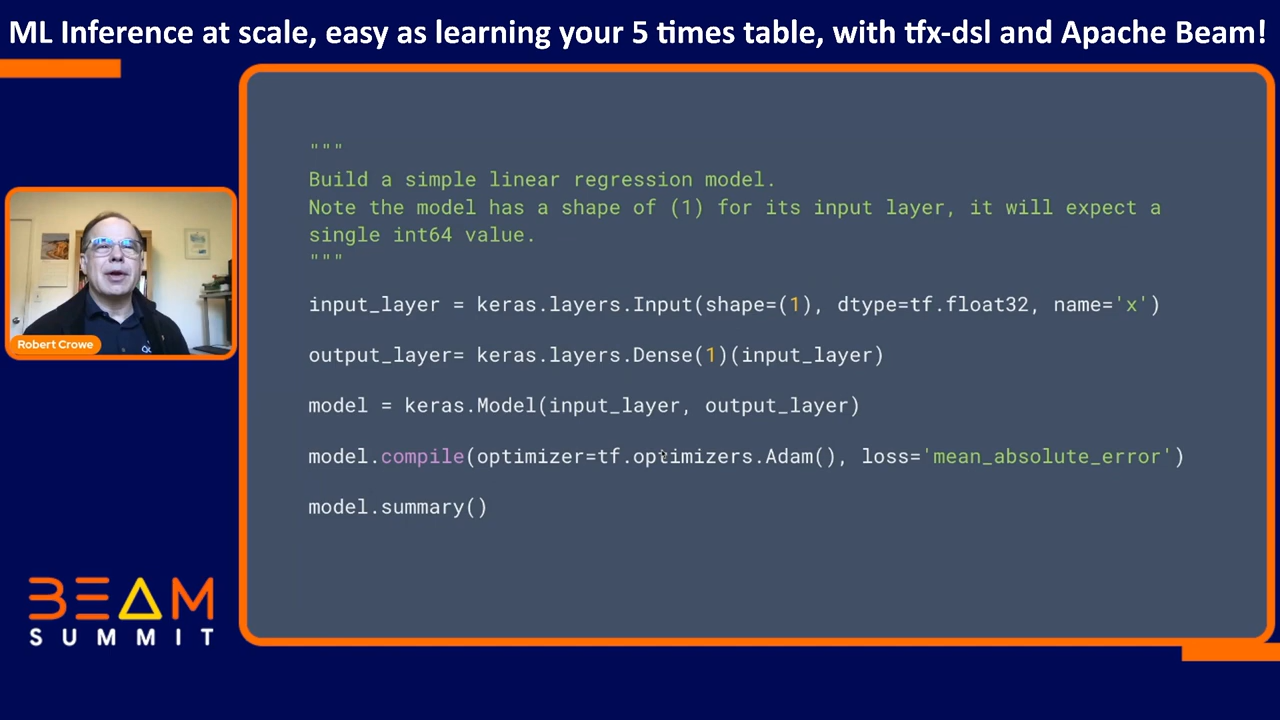 ML Inference at scale, easy as learning your 5 times table, with tfx-dsl and Apache Beam!
"""
Build a simple linear regression model.
Note the model has a shape of (1) for its input layer, it will expect a
single int64 value.
"""
input_layer = keras.layers.Input(shape=(1), dtype=tf.float32, name='x')
output_layer= keras.layers.Dense(1)(input_layer)
model = keras.Model(input_layer, output_layer)
model.compile(optimizer=tf.optimizers.Adam(), loss='mean_absolute_error')
model.summary()
Robert Crowe
BEAM
SUMMIT